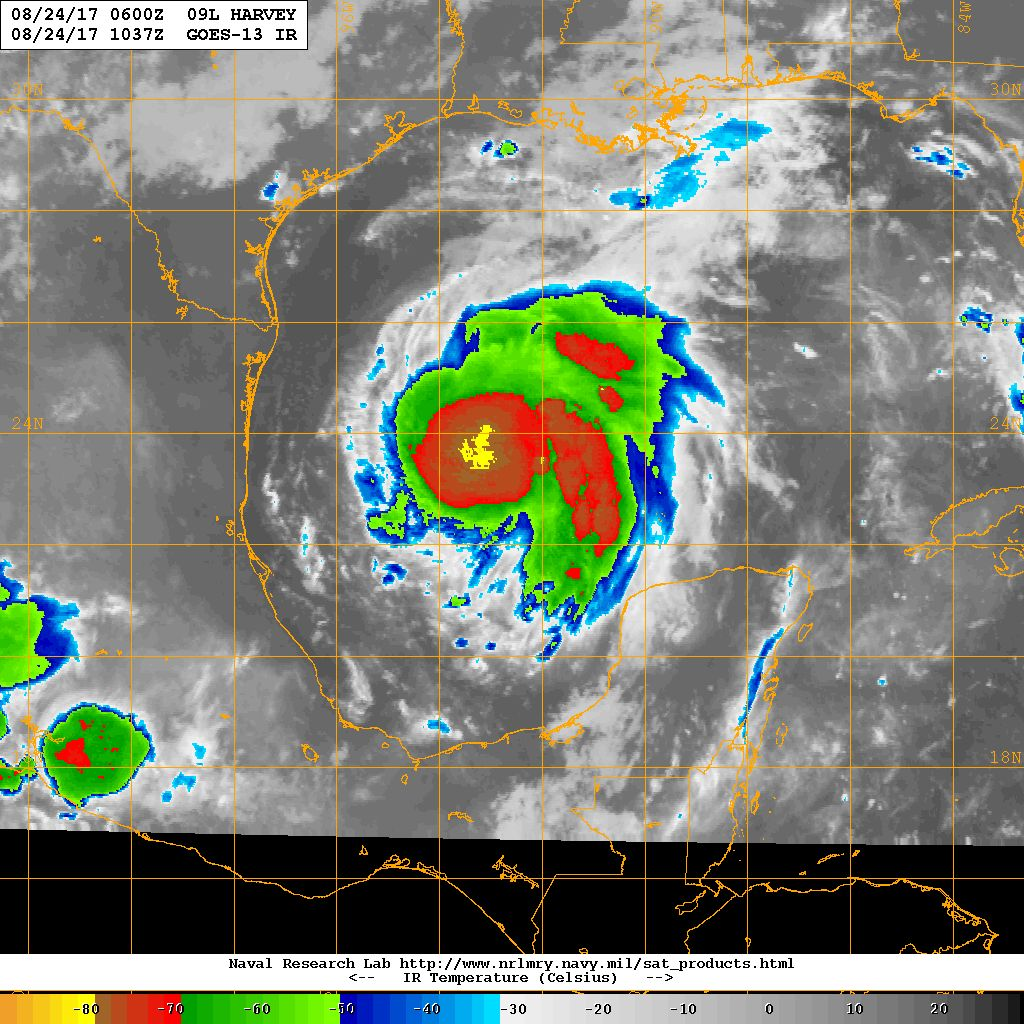 08/24/17 0600Z 09L HARVEY
08/24/17 1037Z GOES-13 IR
96W
90W
84W
30N
30N
24N
24N
18N
Naval Research Lab http://www.nrlmry.navy.mil/sat_products.html
<-- IR Temperature (Celsius) -->
-80 -70 -60 -50 -40 -30 -20 -10 0 10 20